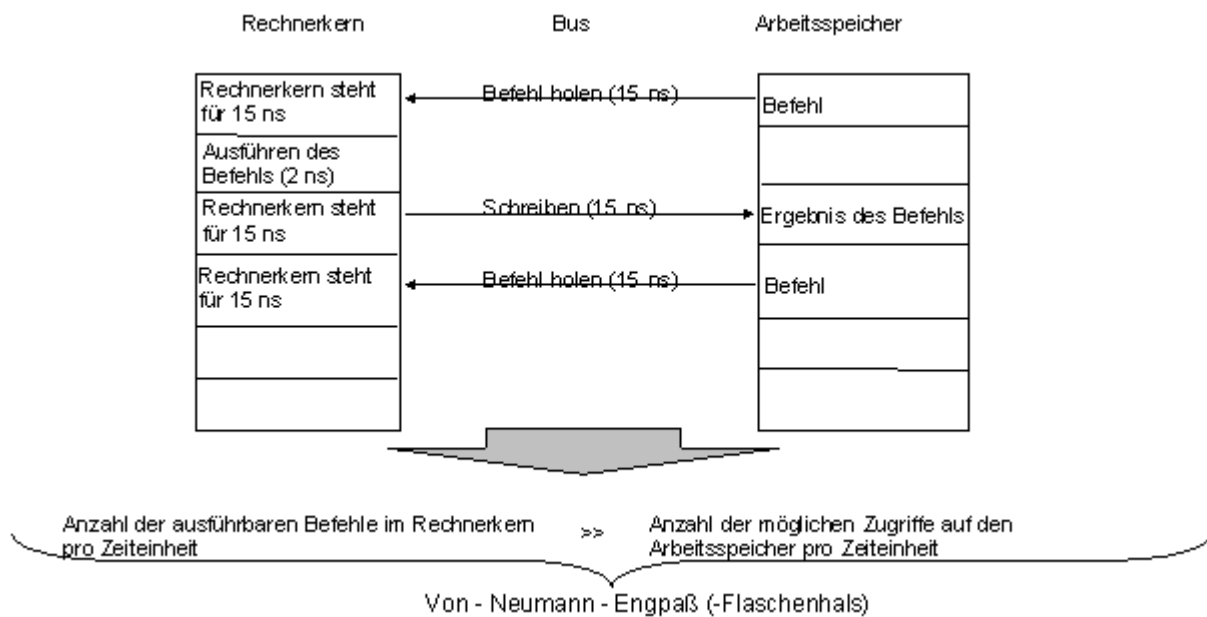 Rechnerkern Bus Arbeitsspeicher
Rechnerkern steht
für 15 ns
Befehl holen (15 ns)
Befehl
Ausführen des
Befehls (2 ns)
Rechnerkern steht
für 15 ns
Schreiben (15 ns)
Ergebnis des Befehls
Rechnerkern steht
für 15 ns
Befehl holen (15 ns)
Befehl
Anzahl der ausführbaren Befehle im Rechnerkern
pro Zeiteinheit
>>
Anzahl der möglichen Zugriffe auf den
Arbeitsspeicher pro Zeiteinheit
Von - Neumann - Engpaß (-Flaschenhals)